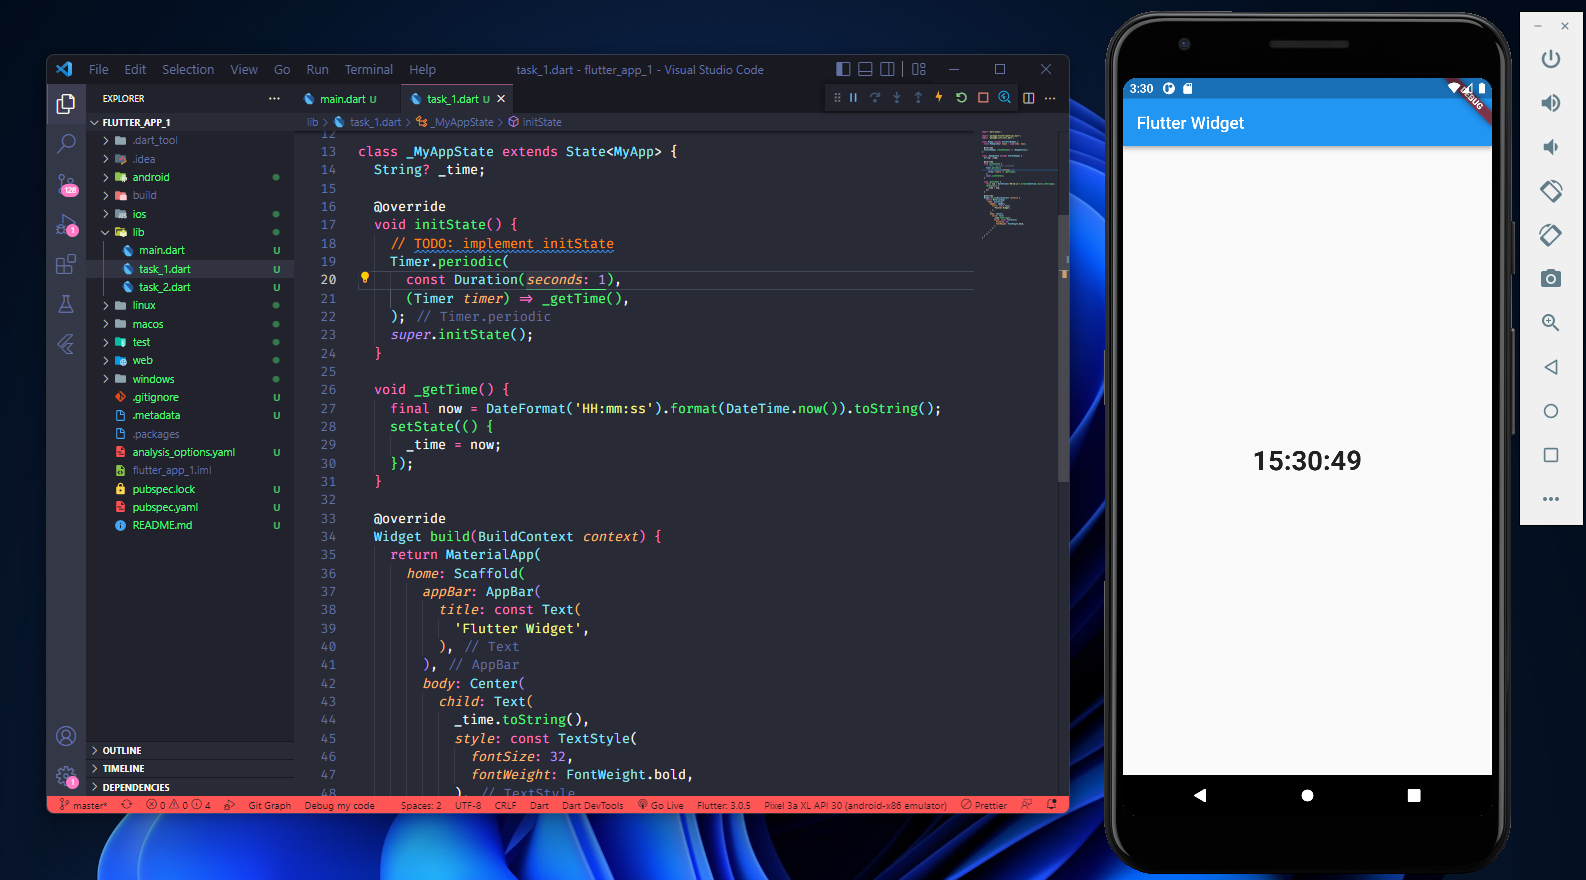 File Edit Selection View Go Run Terminal Help
task_1.dart - flutter_app_1 - Visual Studio Code
EXPLORER
main.dart U
task_1.dart U
FLUTTER_APP_1
lib > task_1.dart > _MyAppState > initState
.dart_tool
.idea
android
build
ios
lib
main.dart U
task_1.dart U
task_2.dart U
linux
macos
test
web
windows
.gitignore U
.metadata U
.packages
analysis_options.yaml U
flutter_app_1.iml
pubspec.lock U
pubspec.yaml U
README.md U
OUTLINE
TIMELINE
DEPENDENCIES
128
1
1
12
13 class _MyAppState extends State<MyApp> {
14 String? _time;
15
16 @override
17 void initState() {
18 // TODO: implement initState
19 Timer.periodic(
20 const Duration(seconds: 1),
21 (Timer timer) => _getTime(),
22 ); // Timer.periodic
23 super.initState();
24 }
25
26 void _getTime() {
27 final now = DateFormat('HH:mm:ss').format(DateTime.now()).toString();
28 setState(() {
29 _time = now;
30 });
31 }
32
33 @override
34 Widget build(BuildContext context) {
35 return MaterialApp(
36 home: Scaffold(
37 appBar: AppBar(
38 title: const Text(
39 'Flutter Widget',
40 ), // Text
41 ), // AppBar
42 body: Center(
43 child: Text(
44 _time.toString(),
45 style: const TextStyle(
46 fontSize: 32,
47 fontWeight: FontWeight.bold,
48 ), // TextStyle
master* 0 0 4 Git Graph Debug my code Spaces: 2 UTF-8 CRLF Dart Dart DevTools Go Live Flutter: 3.0.5 Pixel 3a XL API 30 (android-x86 emulator) Prettier
3:30
DEBUG
Flutter Widget
15:30:49